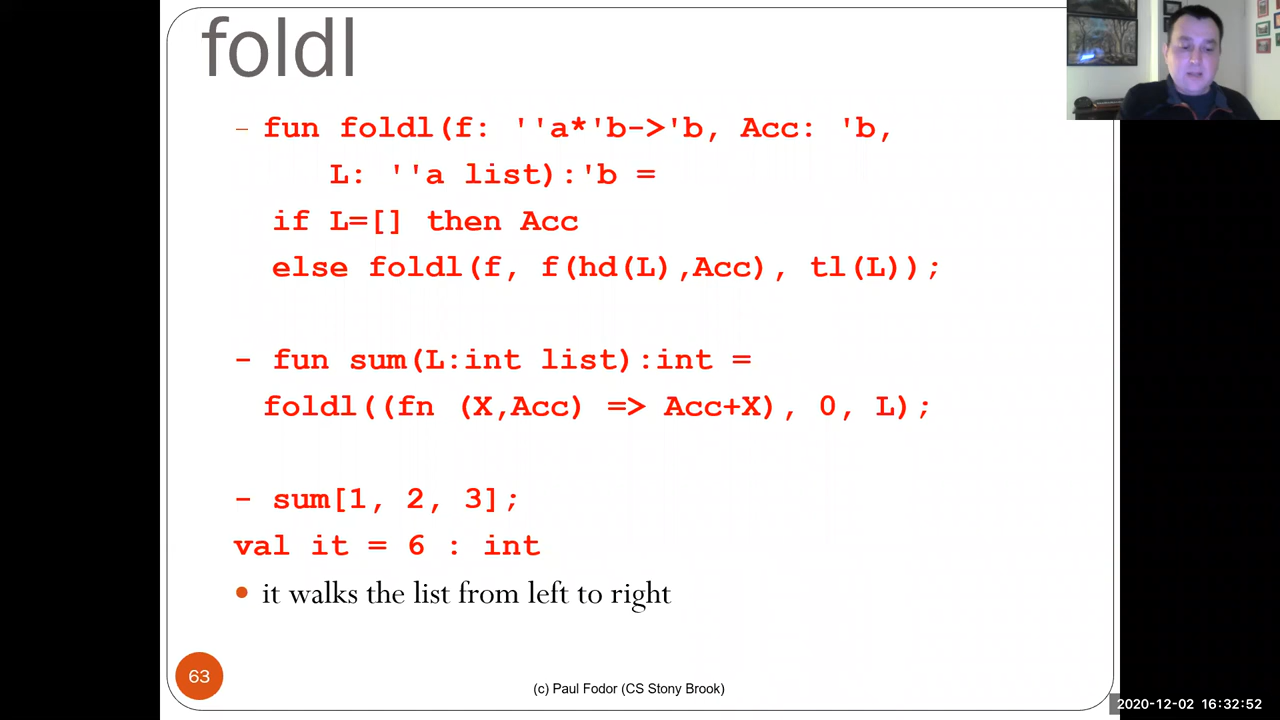 foldl
– fun foldl(f: ''a*'b->'b, Acc: 'b,
L: ''a list):'b =
if L=[] then Acc
else foldl(f, f(hd(L),Acc), tl(L));
- fun sum(L:int list):int =
foldl((fn (X,Acc) => Acc+X), 0, L);
- sum[1, 2, 3];
val it = 6 : int
• it walks the list from left to right
63
(c) Paul Fodor (CS Stony Brook)
2020-12-02 16:32:52